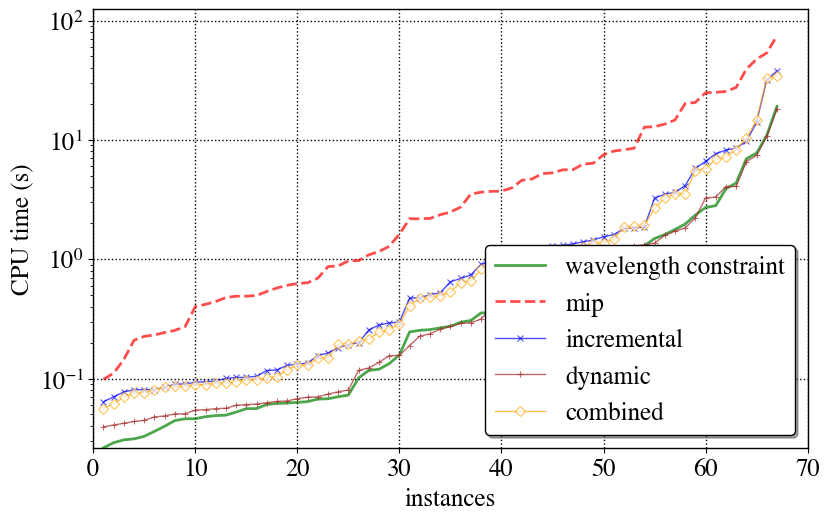 10²
10¹
10⁰
10⁻¹
CPU time (s)
wavelength constraint
mip
incremental
dynamic
combined
0 10 20 30 40 50 60 70
instances